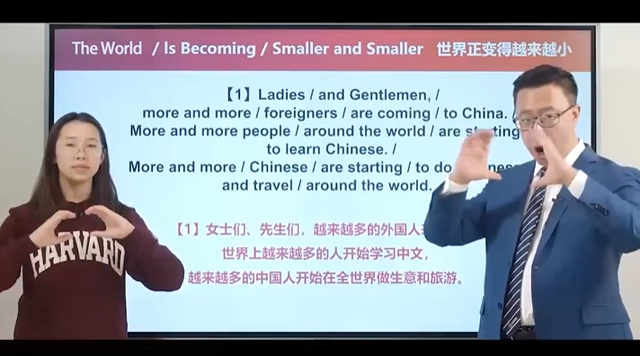 The World / Is Becoming / Smaller and Smaller 世界正变得越来越小
【1】Ladies / and Gentlemen, /
more and more / foreigners / are coming / to China.
More and more people / around the world / are
to learn Chinese. /
More and more / Chinese / are starting / to do
and travel / around the world.
【1】女士们、先生们，越来越多的外国人
世界上越来越多的人开始学习中文，
越来越多的中国人开始在全世界做生意和旅游。
HARVARD